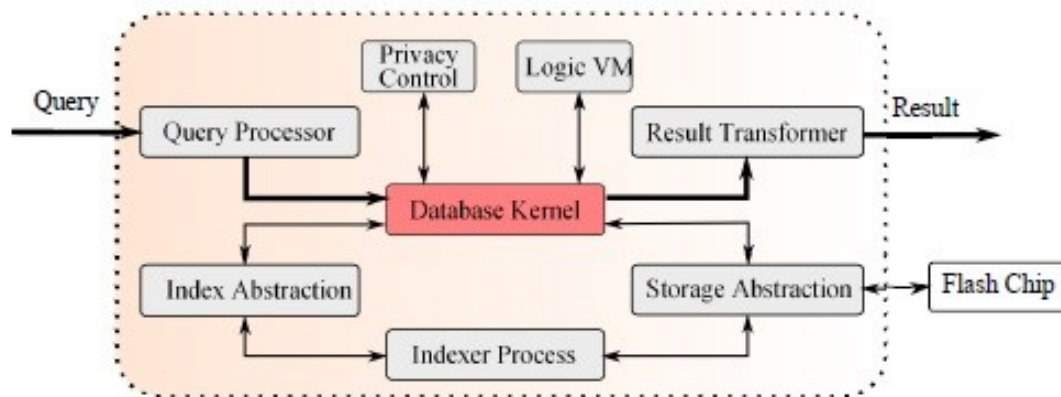 Privacy
Control
Logic VM
Query
Query Processor
Result Transformer
Result
Database Kernel
Index Abstraction
Storage Abstraction
Flash Chip
Indexer Process